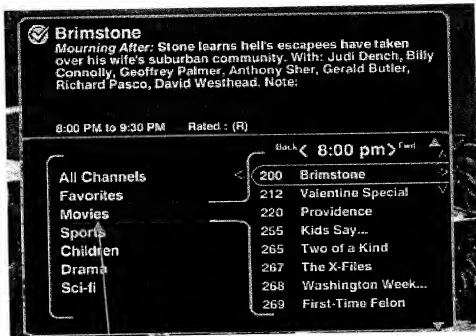 Brimstone
Mourning After: Stone learns hell's escapees have taken
over his wife's suburban community. With: Judi Dench, Billy
Connolly, Geoffrey Palmer, Anthony Sher, Gerald Butler,
Richard Pasco, David Westhead. Note:
8:00 PM to 9:30 PM Rated : (R)
Back < 8:00 pm > Fwd
All Channels
Favorites
Movies
Sports
Children
Drama
Sci-fi
200 Brimstone
212 Valentine Special
220 Providence
255 Kids Say...
265 Two of a Kind
267 The X-Files
268 Washington Week...
269 First-Time Felon